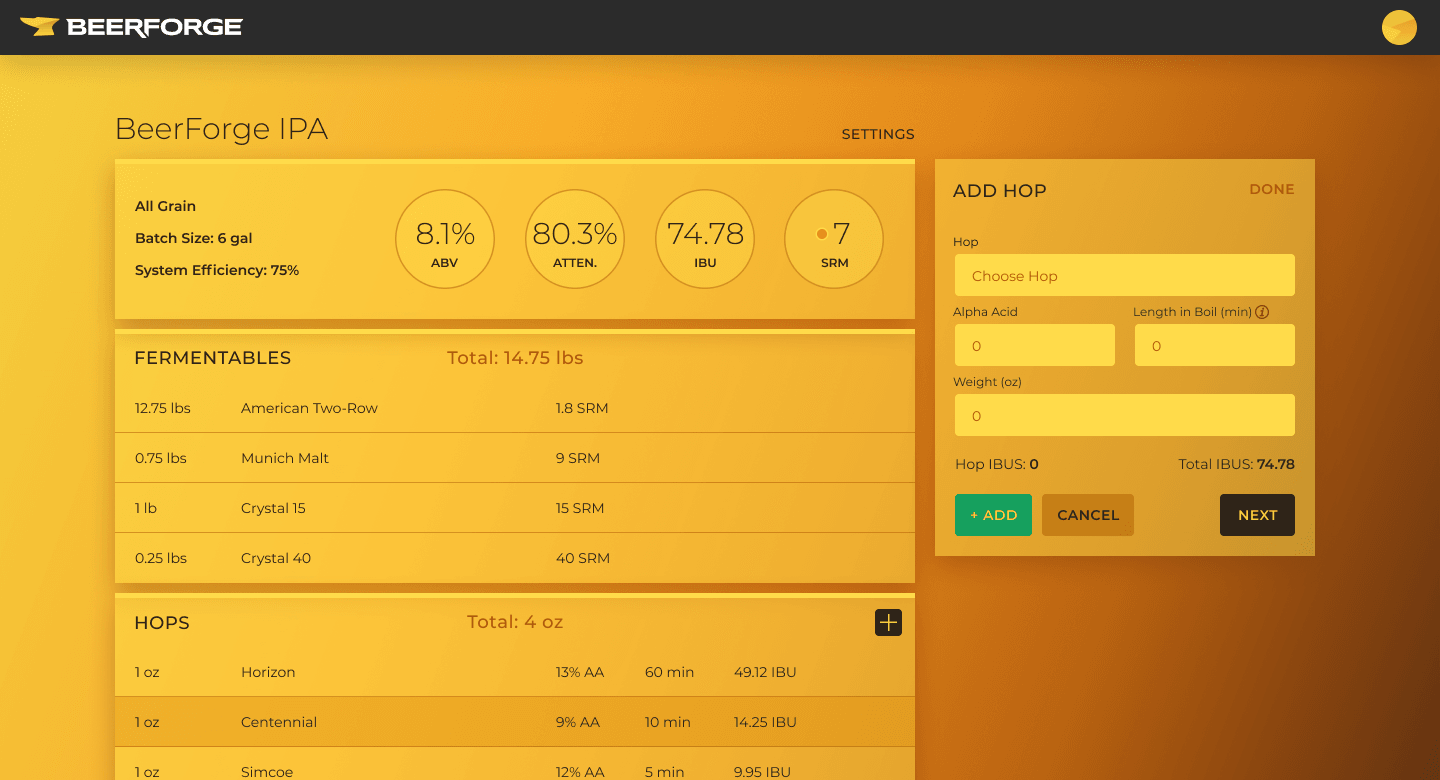 BEERFORGE
BeerForge IPA
SETTINGS
All Grain
Batch Size: 6 gal
System Efficiency: 75%
8.1%
ABV
80.3%
ATTEN.
74.78
IBU
7
SRM
FERMENTABLES Total: 14.75 lbs
12.75 lbs American Two-Row 1.8 SRM
0.75 lbs Munich Malt 9 SRM
1 lb Crystal 15 15 SRM
0.25 lbs Crystal 40 40 SRM
HOPS Total: 4 oz
1 oz Horizon 13% AA 60 min 49.12 IBU
1 oz Centennial 9% AA 10 min 14.25 IBU
1 oz Simcoe 12% AA 5 min 9.95 IBU
ADD HOP DONE
Hop
Choose Hop
Alpha Acid Length in Boil (min) i
0 0
Weight (oz)
0
Hop IBUS: 0 Total IBUS: 74.78
+ ADD CANCEL NEXT